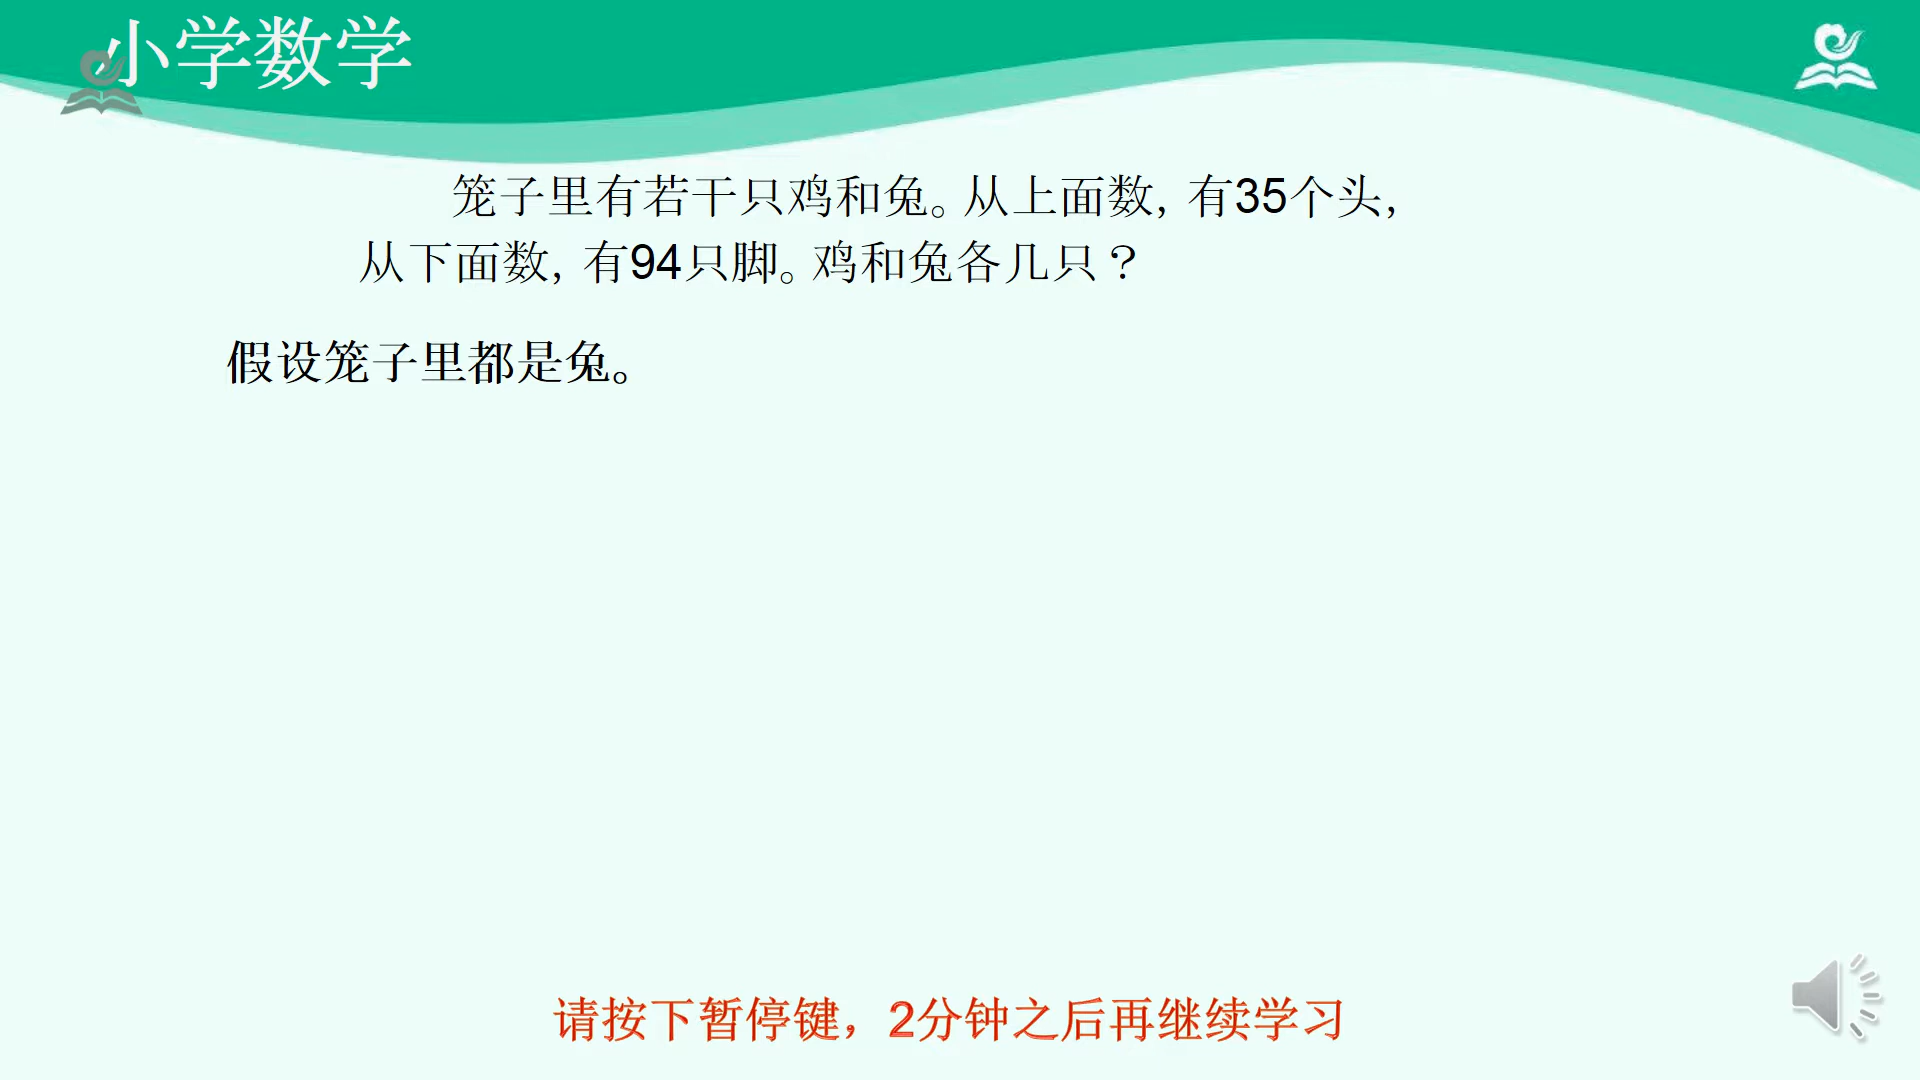 小学数学
笼子里有若干只鸡和兔。从上面数，有35个头，
从下面数，有94只脚。鸡和兔各几只？
假设笼子里都是兔。
请按下暂停键，2分钟之后再继续学习